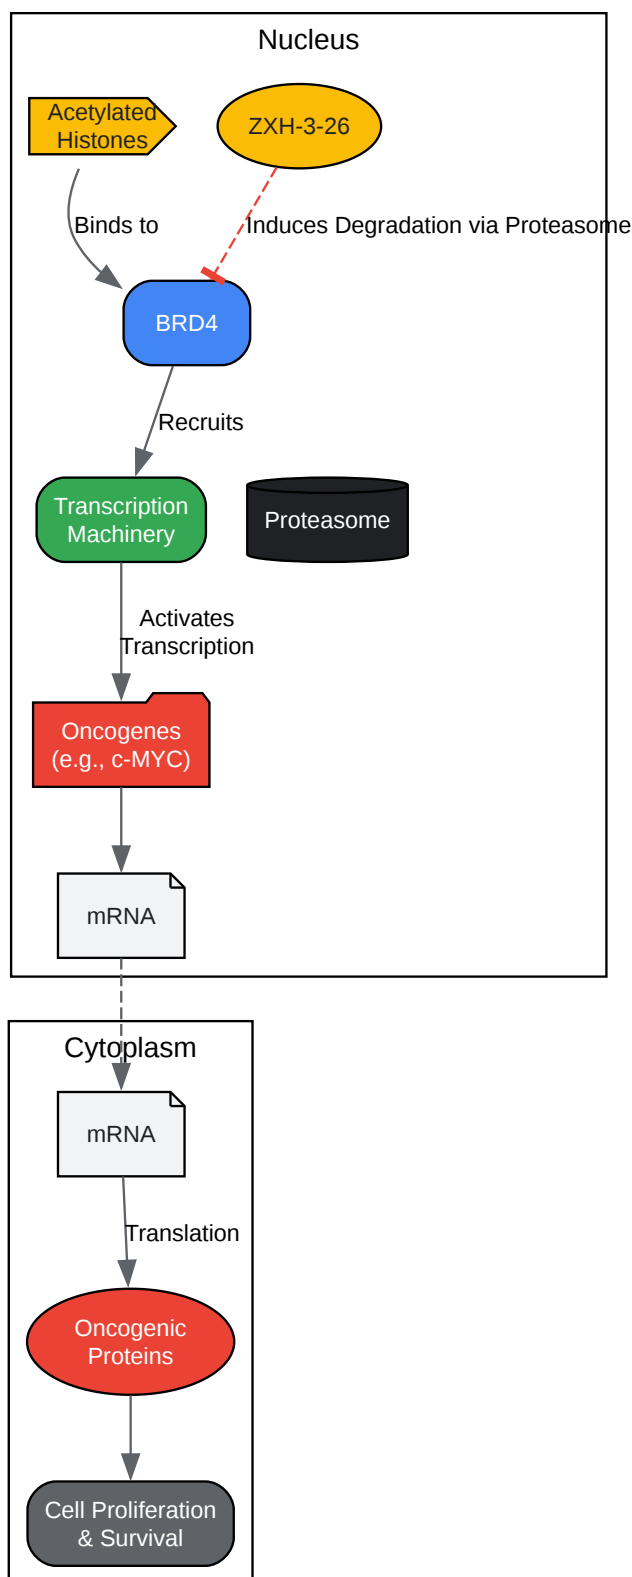 Nucleus
Acetylated
Histones
ZXH-3-26
Binds to
Induces Degradation via Proteasome
BRD4
Recruits
Transcription
Machinery
Proteasome
Activates
Transcription
Oncogenes
(e.g., c-MYC)
mRNA
Cytoplasm
mRNA
Translation
Oncogenic
Proteins
Cell Proliferation
& Survival